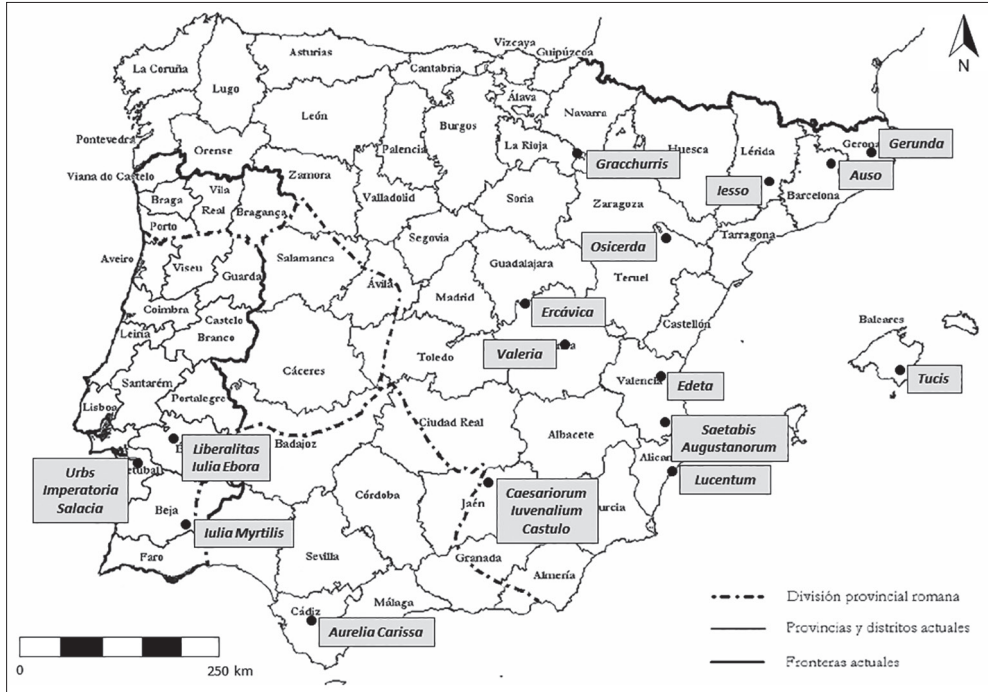 Vizcaya
Guipúzcoa
Asturias
Cantabria
La Coruña
Lugo
Álava
Navarra
León
Burgos
Pontevedra
Orense
Palencia
La Rioja
Huesca
Lérida
Gerona
Gerunda
Gracchurris
Auso
Iesso
Viana do Castelo
Zamora
Braga
Vila
Real
Bragança
Valladolid
Soria
Zaragoza
Barcelona
Porto
Segovia
Tarragona
Osicerda
Aveiro
Viseu
Guarda
Salamanca
Ávila
Guadalajara
Teruel
Madrid
Coimbra
Castelo
Branco
Ercávica
Castellón
Baleares
Leiria
Toledo
Valeria
Cáceres
Santarém
Portalegre
Valencia
Edeta
Tucis
Lisboa
Ciudad Real
Albacete
Badajoz
Liberalitas
Iulia Ebora
Saetabis
Augustanorum
Urbs
Imperatoria
Salacia
Lucentum
Jaén
Caesariorum
Iuvenalium
Castulo
Córdoba
Beja
Iulia Myrtilis
Faro
Sevilla
Granada
Almería
Cádiz
Málaga
Aurelia Carissa
División provincial romana
Provincias y distritos actuales
Fronteras actuales
0
250 km
N